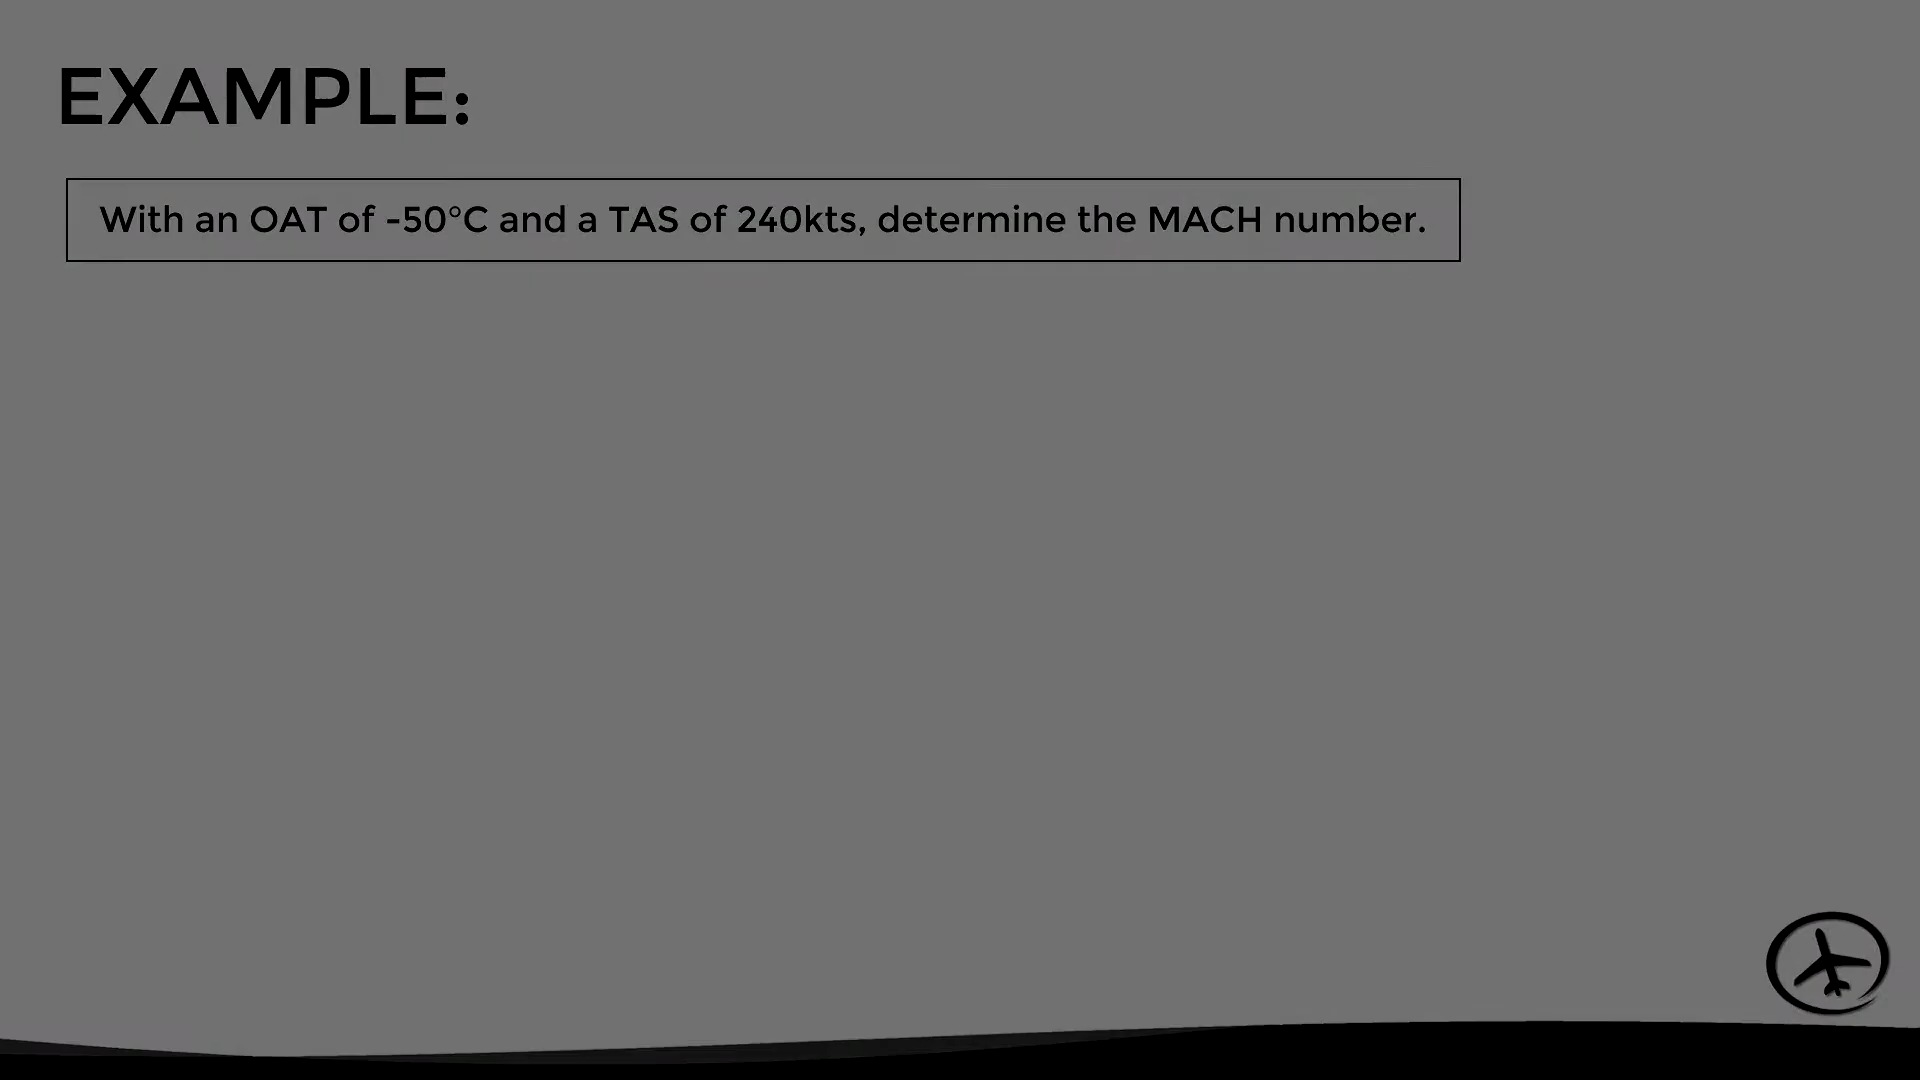 EXAMPLE:
With an OAT of -50°C and a TAS of 240kts, determine the MACH number.